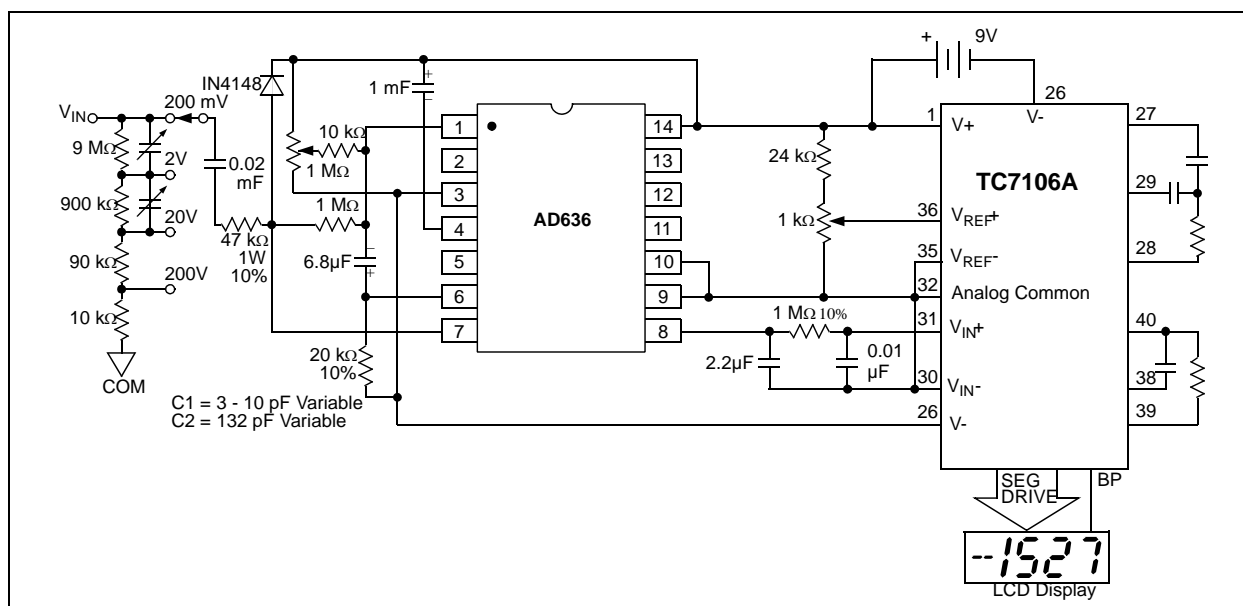 9V
+
IN4148
1 mF
+
–
26
V-
VIN
200 mV
1
V+
27
9 MΩ
0.02
mF
2V
10 kΩ
1 MΩ
1
2
3
4
5
6
7
AD636
14
13
12
11
10
9
8
24 kΩ
1 kΩ
TC7106A
29
900 kΩ
20V
36
VREF+
28
47 kΩ
1W
10%
1 MΩ
35
VREF-
90 kΩ
200V
6.8µF
–
+
32
Analog Common
10 kΩ
1 MΩ 10%
31
VIN+
40
COM
20 kΩ
10%
2.2µF
0.01
µF
30
VIN-
38
C1 = 3 - 10 pF Variable
C2 = 132 pF Variable
26
V-
39
SEG
DRIVE
BP
--1527
LCD Display